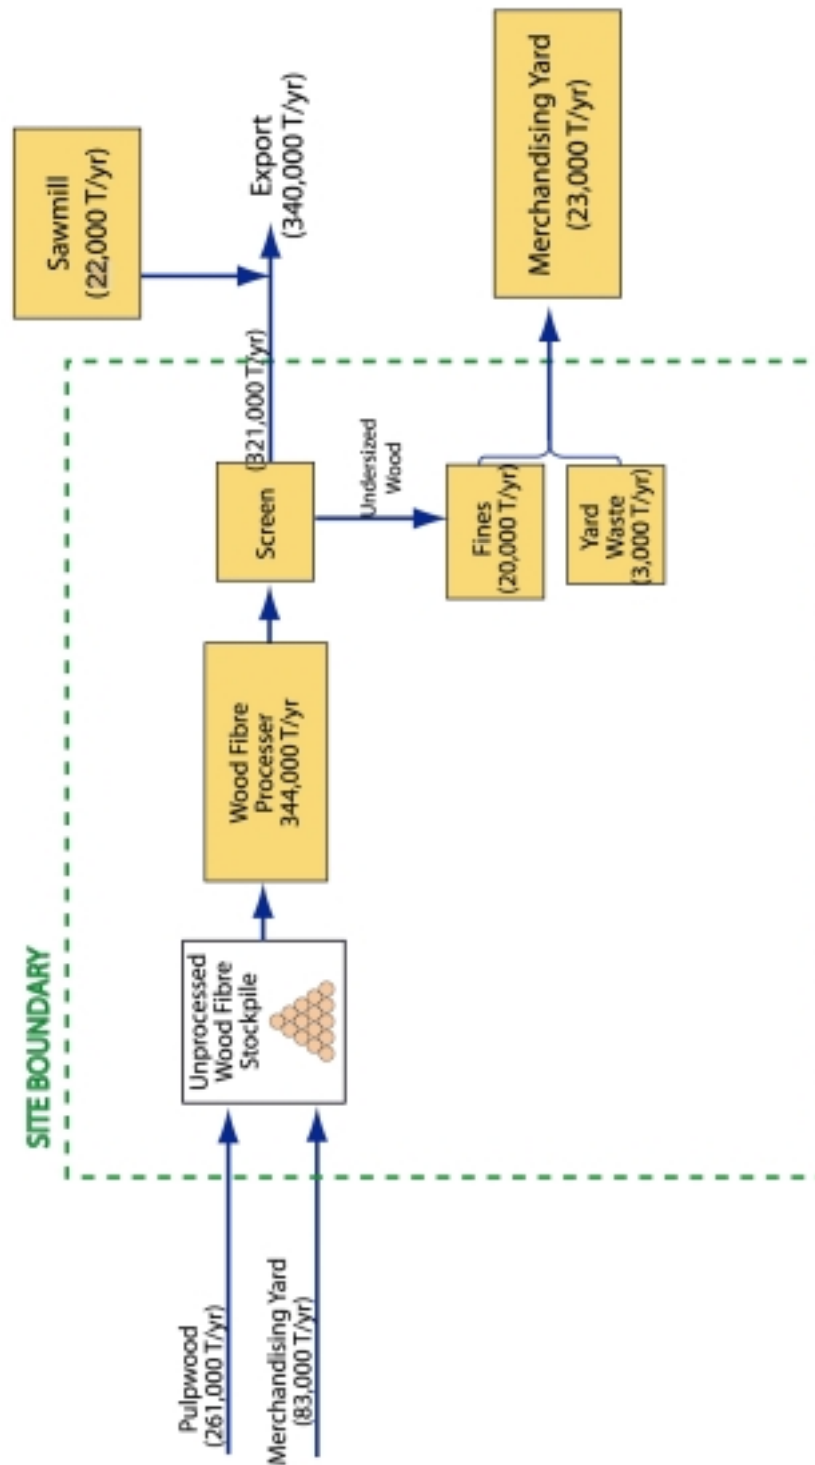 SITE BOUNDARY
Pulpwood
(261,000 T/yr)
Merchandising Yard
(83,000 T/yr)
Unprocessed
Wood Fibre
Stockpile
Wood Fibre
Processer
344,000 T/yr
Screen
(321,000 T/yr)
Sawmill
(22,000 T/yr)
Export
(340,000 T/yr)
Undersized
Wood
Fines
(20,000 T/yr)
Yard
Waste
(3,000 T/yr)
Merchandising Yard
(23,000 T/yr)